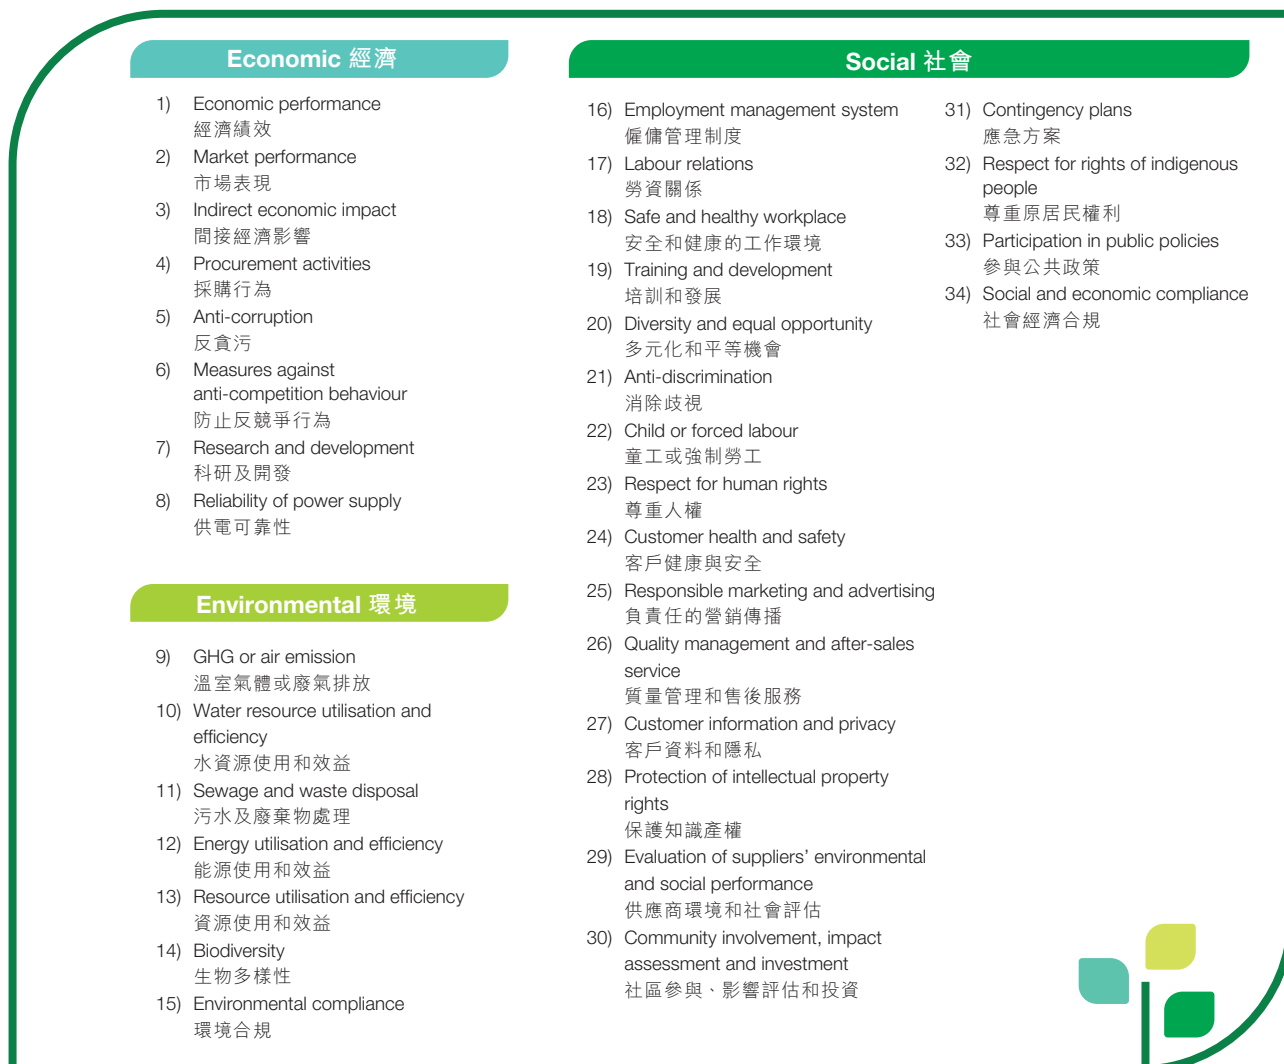 Economic 經濟
1) Economic performance
經濟績效
2) Market performance
市場表現
3) Indirect economic impact
間接經濟影響
4) Procurement activities
採購行為
5) Anti-corruption
反貪污
6) Measures against
anti-competition behaviour
防止反競爭行為
7) Research and development
科研及開發
8) Reliability of power supply
供電可靠性
Environmental 環境
9) GHG or air emission
溫室氣體或廢氣排放
10) Water resource utilisation and
efficiency
水資源使用和效益
11) Sewage and waste disposal
污水及廢棄物處理
12) Energy utilisation and efficiency
能源使用和效益
13) Resource utilisation and efficiency
資源使用和效益
14) Biodiversity
生物多樣性
15) Environmental compliance
環境合規
Social 社會
16) Employment management system
僱傭管理制度
17) Labour relations
勞資關係
18) Safe and healthy workplace
安全和健康的工作環境
19) Training and development
培訓和發展
20) Diversity and equal opportunity
多元化和平等機會
21) Anti-discrimination
消除歧視
22) Child or forced labour
童工或強制勞工
23) Respect for human rights
尊重人權
24) Customer health and safety
客戶健康與安全
25) Responsible marketing and advertising
負責任的營銷傳播
26) Quality management and after-sales
service
質量管理和售後服務
27) Customer information and privacy
客戶資料和隱私
28) Protection of intellectual property
rights
保護知識產權
29) Evaluation of suppliers’ environmental
and social performance
供應商環境和社會評估
30) Community involvement, impact
assessment and investment
社區參與、影響評估和投資
31) Contingency plans
應急方案
32) Respect for rights of indigenous
people
尊重原居民權利
33) Participation in public policies
參與公共政策
34) Social and economic compliance
社會經濟合規